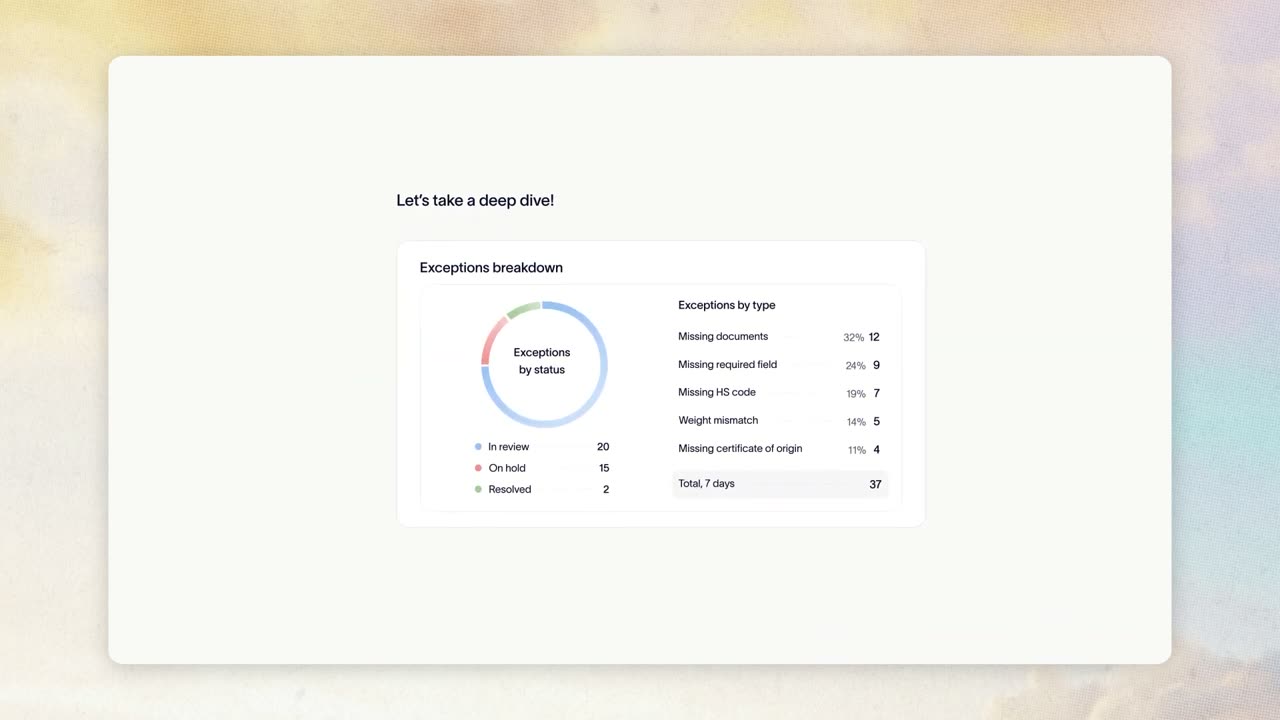 Let's take a deep dive!
Exceptions breakdown
Exceptions
by status
In review 20
On hold 15
Resolved 2
Exceptions by type
Missing documents 32% 12
Missing required field 24% 9
Missing HS code 19% 7
Weight mismatch 14% 5
Missing certificate of origin 11% 4
Total, 7 days 37